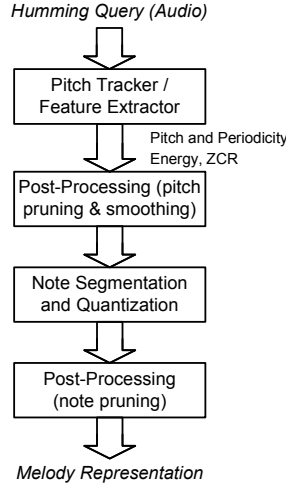 Humming Query (Audio)
Pitch Tracker /
Feature Extractor
Pitch and Periodicity
Energy, ZCR
Post-Processing (pitch
pruning & smoothing)
Note Segmentation
and Quantization
Post-Processing
(note pruning)
Melody Representation